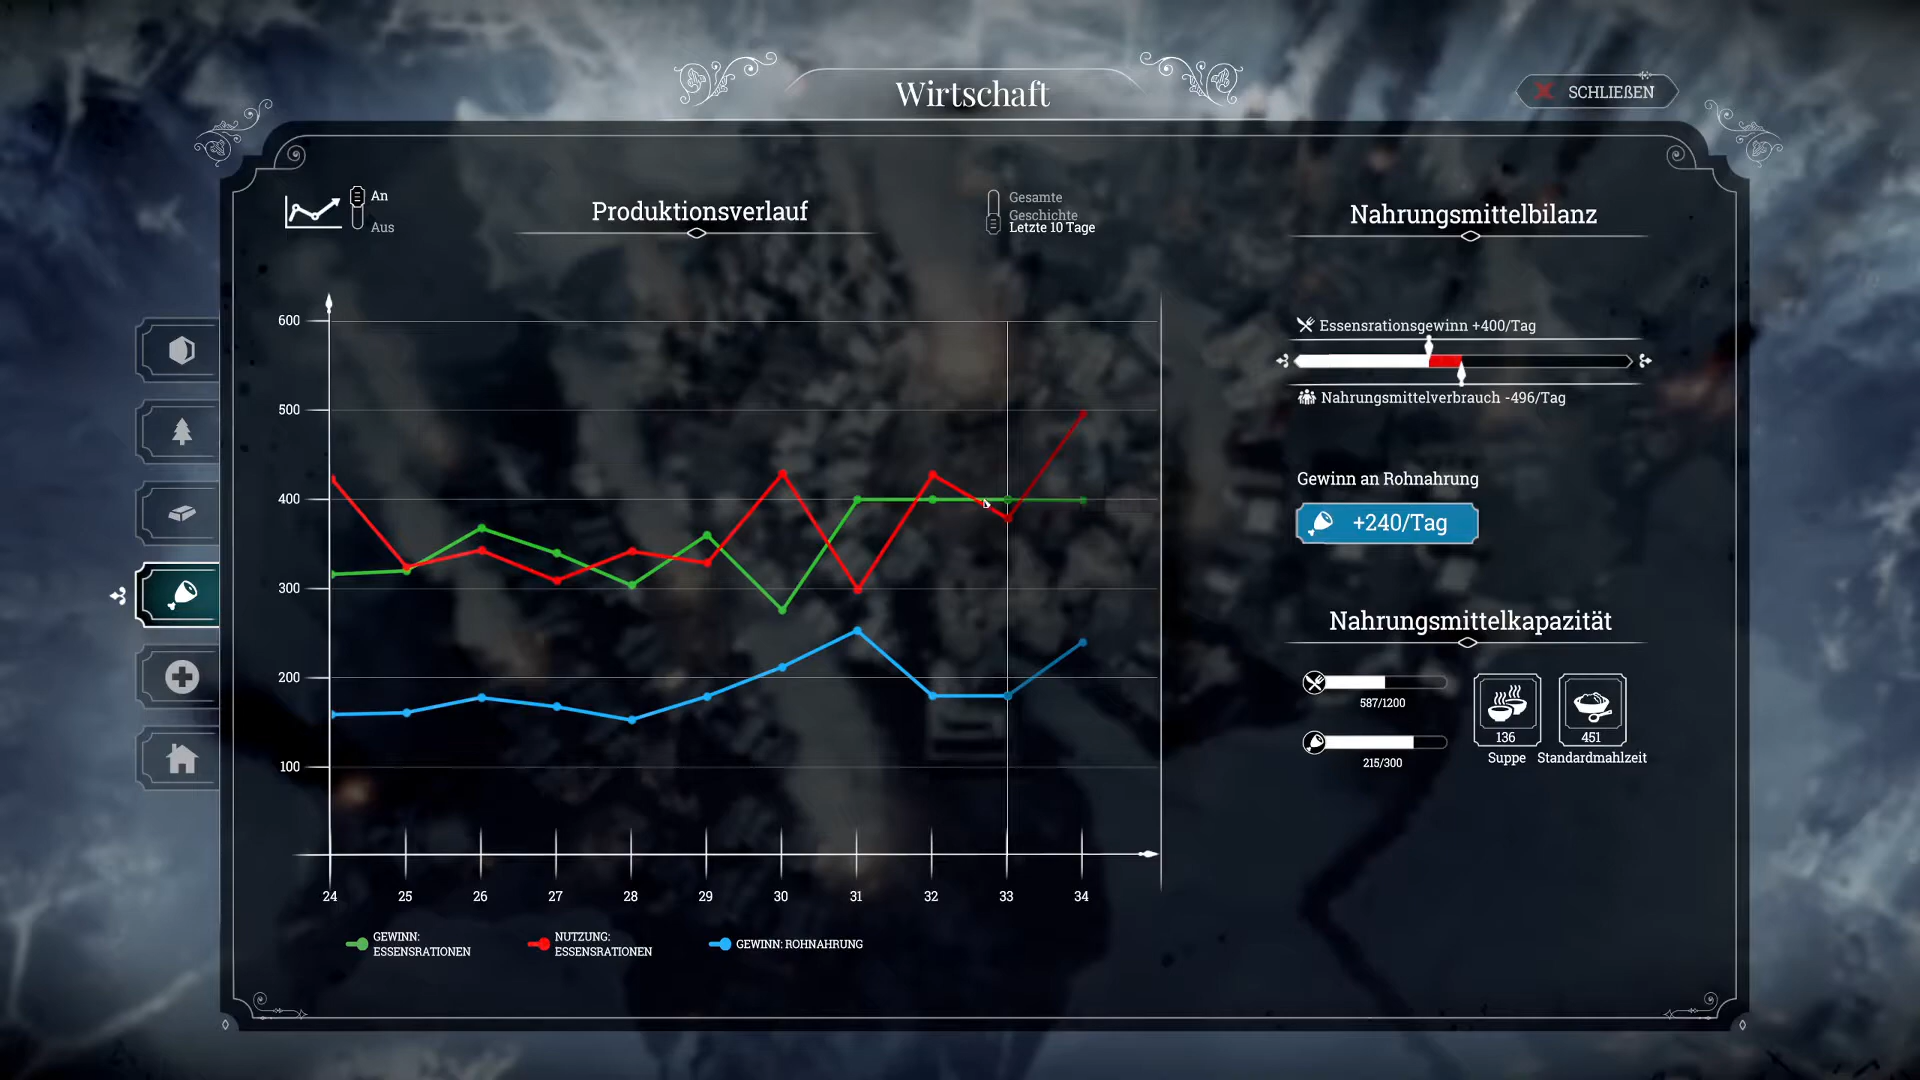 Wirtschaft
SCHLIEẞEN
An
Aus
Produktionsverlauf
Gesamte
Geschichte
Letzte 10 Tage
Nahrungsmittelbilanz
600
500
400
300
200
100
24 25 26 27 28 29 30 31 32 33 34
GEWINN:
ESSENSRATIONEN
NUTZUNG:
ESSENSRATIONEN
GEWINN: ROHNAHRUNG
Essensrationsgewinn +400/Tag
Nahrungsmittelverbrauch -496/Tag
Gewinn an Rohnahrung
+240/Tag
Nahrungsmittelkapazität
587/1200
215/300
136
Suppe
451
Standardmahlzeit